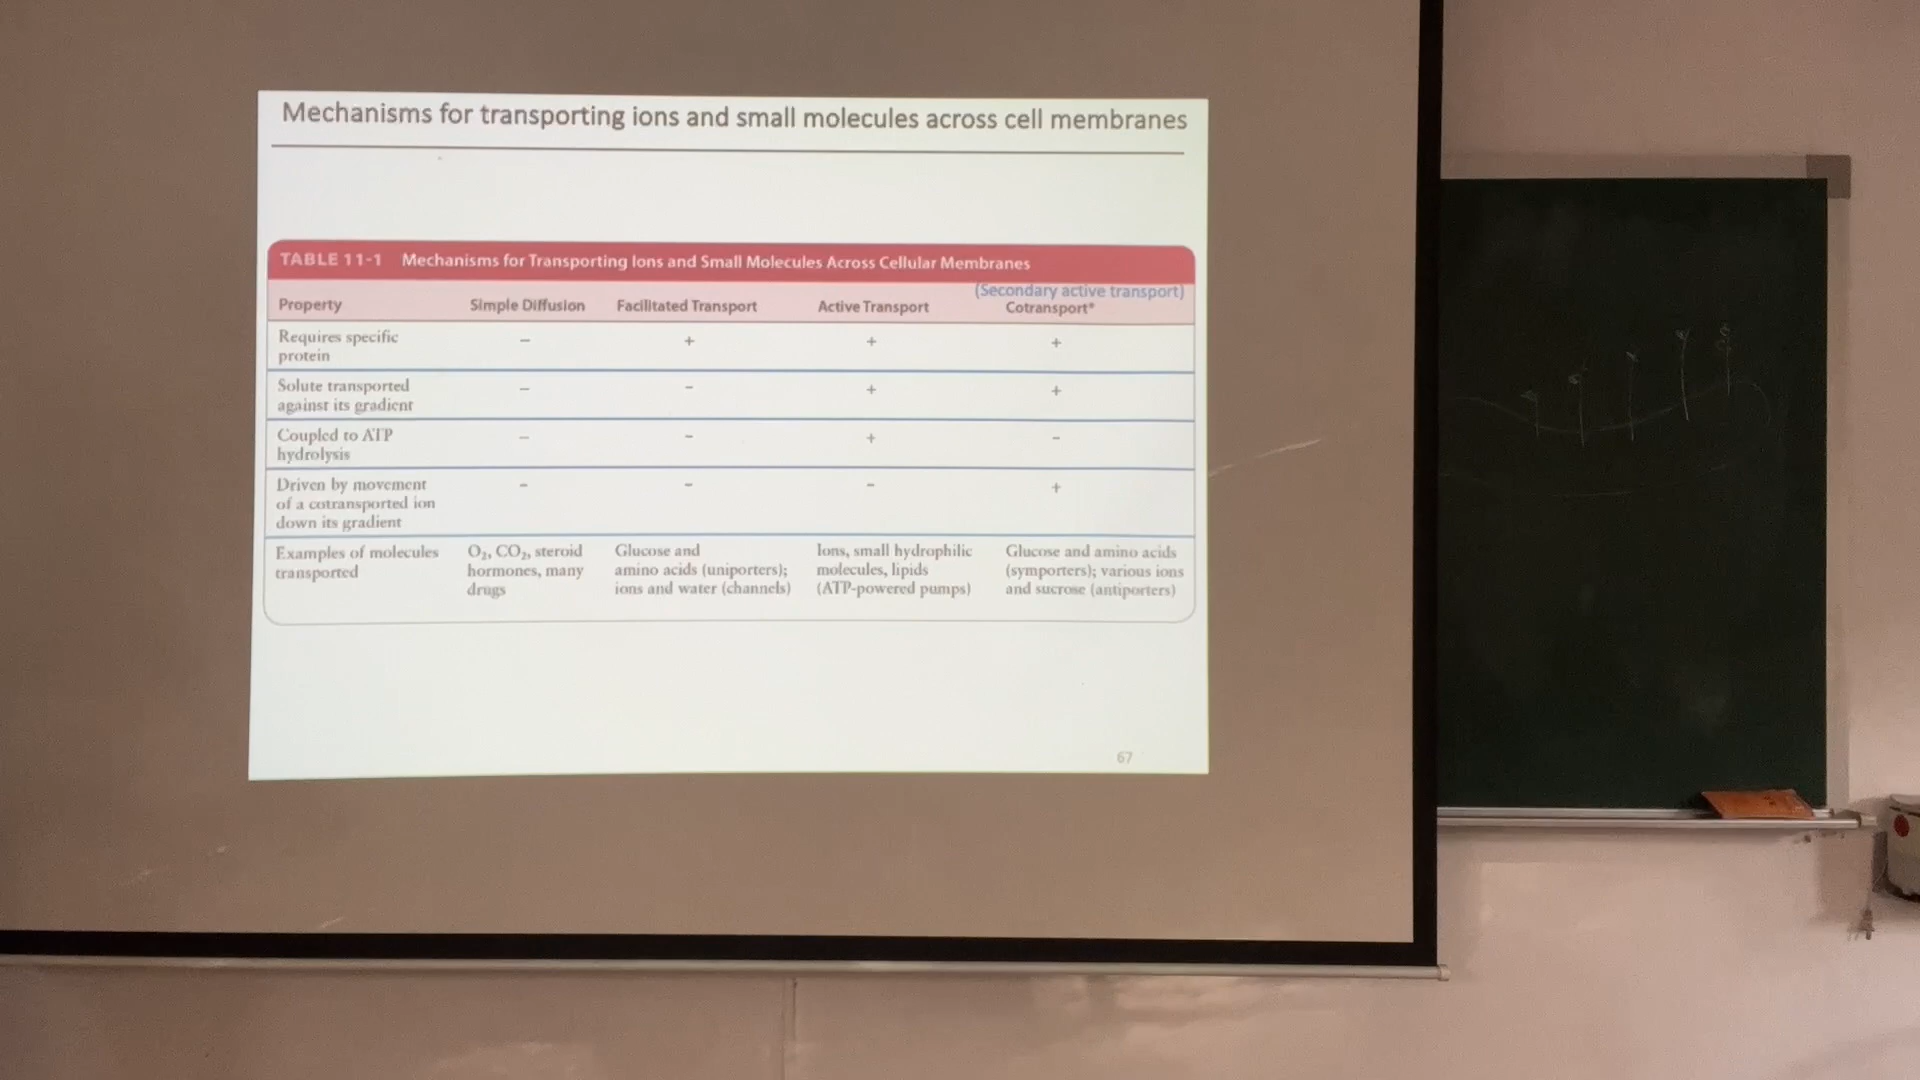 Mechanisms for transporting ions and small molecules across cell membranes
TABLE 11-1 Mechanisms for Transporting Ions and Small Molecules Across Cellular Membranes
(Secondary active transport)
Property Simple Diffusion Facilitated Transport Active Transport Cotransport*
Requires specific
protein
− + + +
Solute transported
against its gradient
− − + +
Coupled to ATP
hydrolysis
− − + −
Driven by movement
of a cotransported ion
down its gradient
− − − +
Examples of molecules
transported
O₂, CO₂, steroid
hormones, many
drugs
Glucose and
amino acids (uniporters);
ions and water (channels)
Ions, small hydrophilic
molecules, lipids
(ATP-powered pumps)
Glucose and amino acids
(symporters); various ions
and sucrose (antiporters)
67